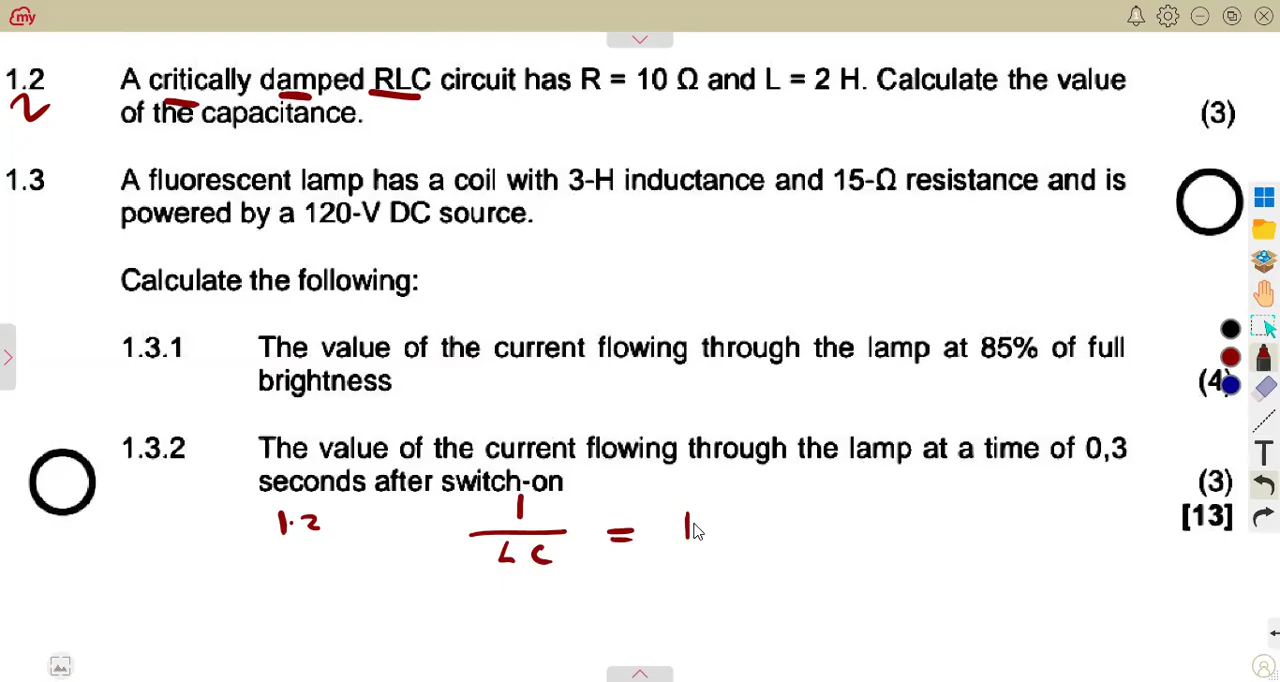 my
1.2 A critically damped RLC circuit has R = 10 Ω and L = 2 H. Calculate the value
of the capacitance. (3)
1.3 A fluorescent lamp has a coil with 3-H inductance and 15-Ω resistance and is
powered by a 120-V DC source.
Calculate the following:
1.3.1 The value of the current flowing through the lamp at 85% of full
brightness (4)
1.3.2 The value of the current flowing through the lamp at a time of 0,3
seconds after switch-on (3)
[13]
1.2 1 / LC = 1
T